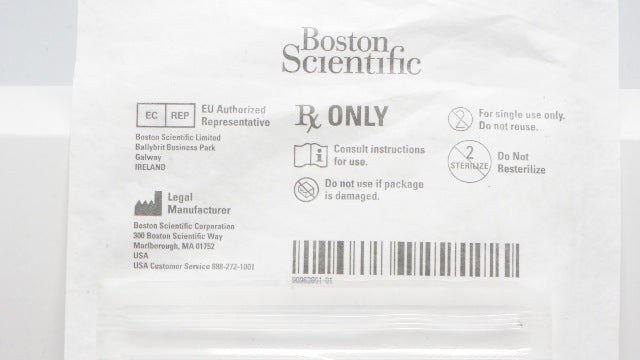 Boston
Scientific
EC REP
EU Authorized
Representative
Boston Scientific Limited
Ballybrit Business Park
Galway
IRELAND
Legal
Manufacturer
Boston Scientific Corporation
300 Boston Scientific Way
Marlborough, MA 01752
USA
USA Customer Service 888-272-1001
Rx ONLY
Consult instructions
for use.
Do not use if package
is damaged.
2
For single use only.
Do not reuse.
2
STERILIZE
Do Not
Resterilize